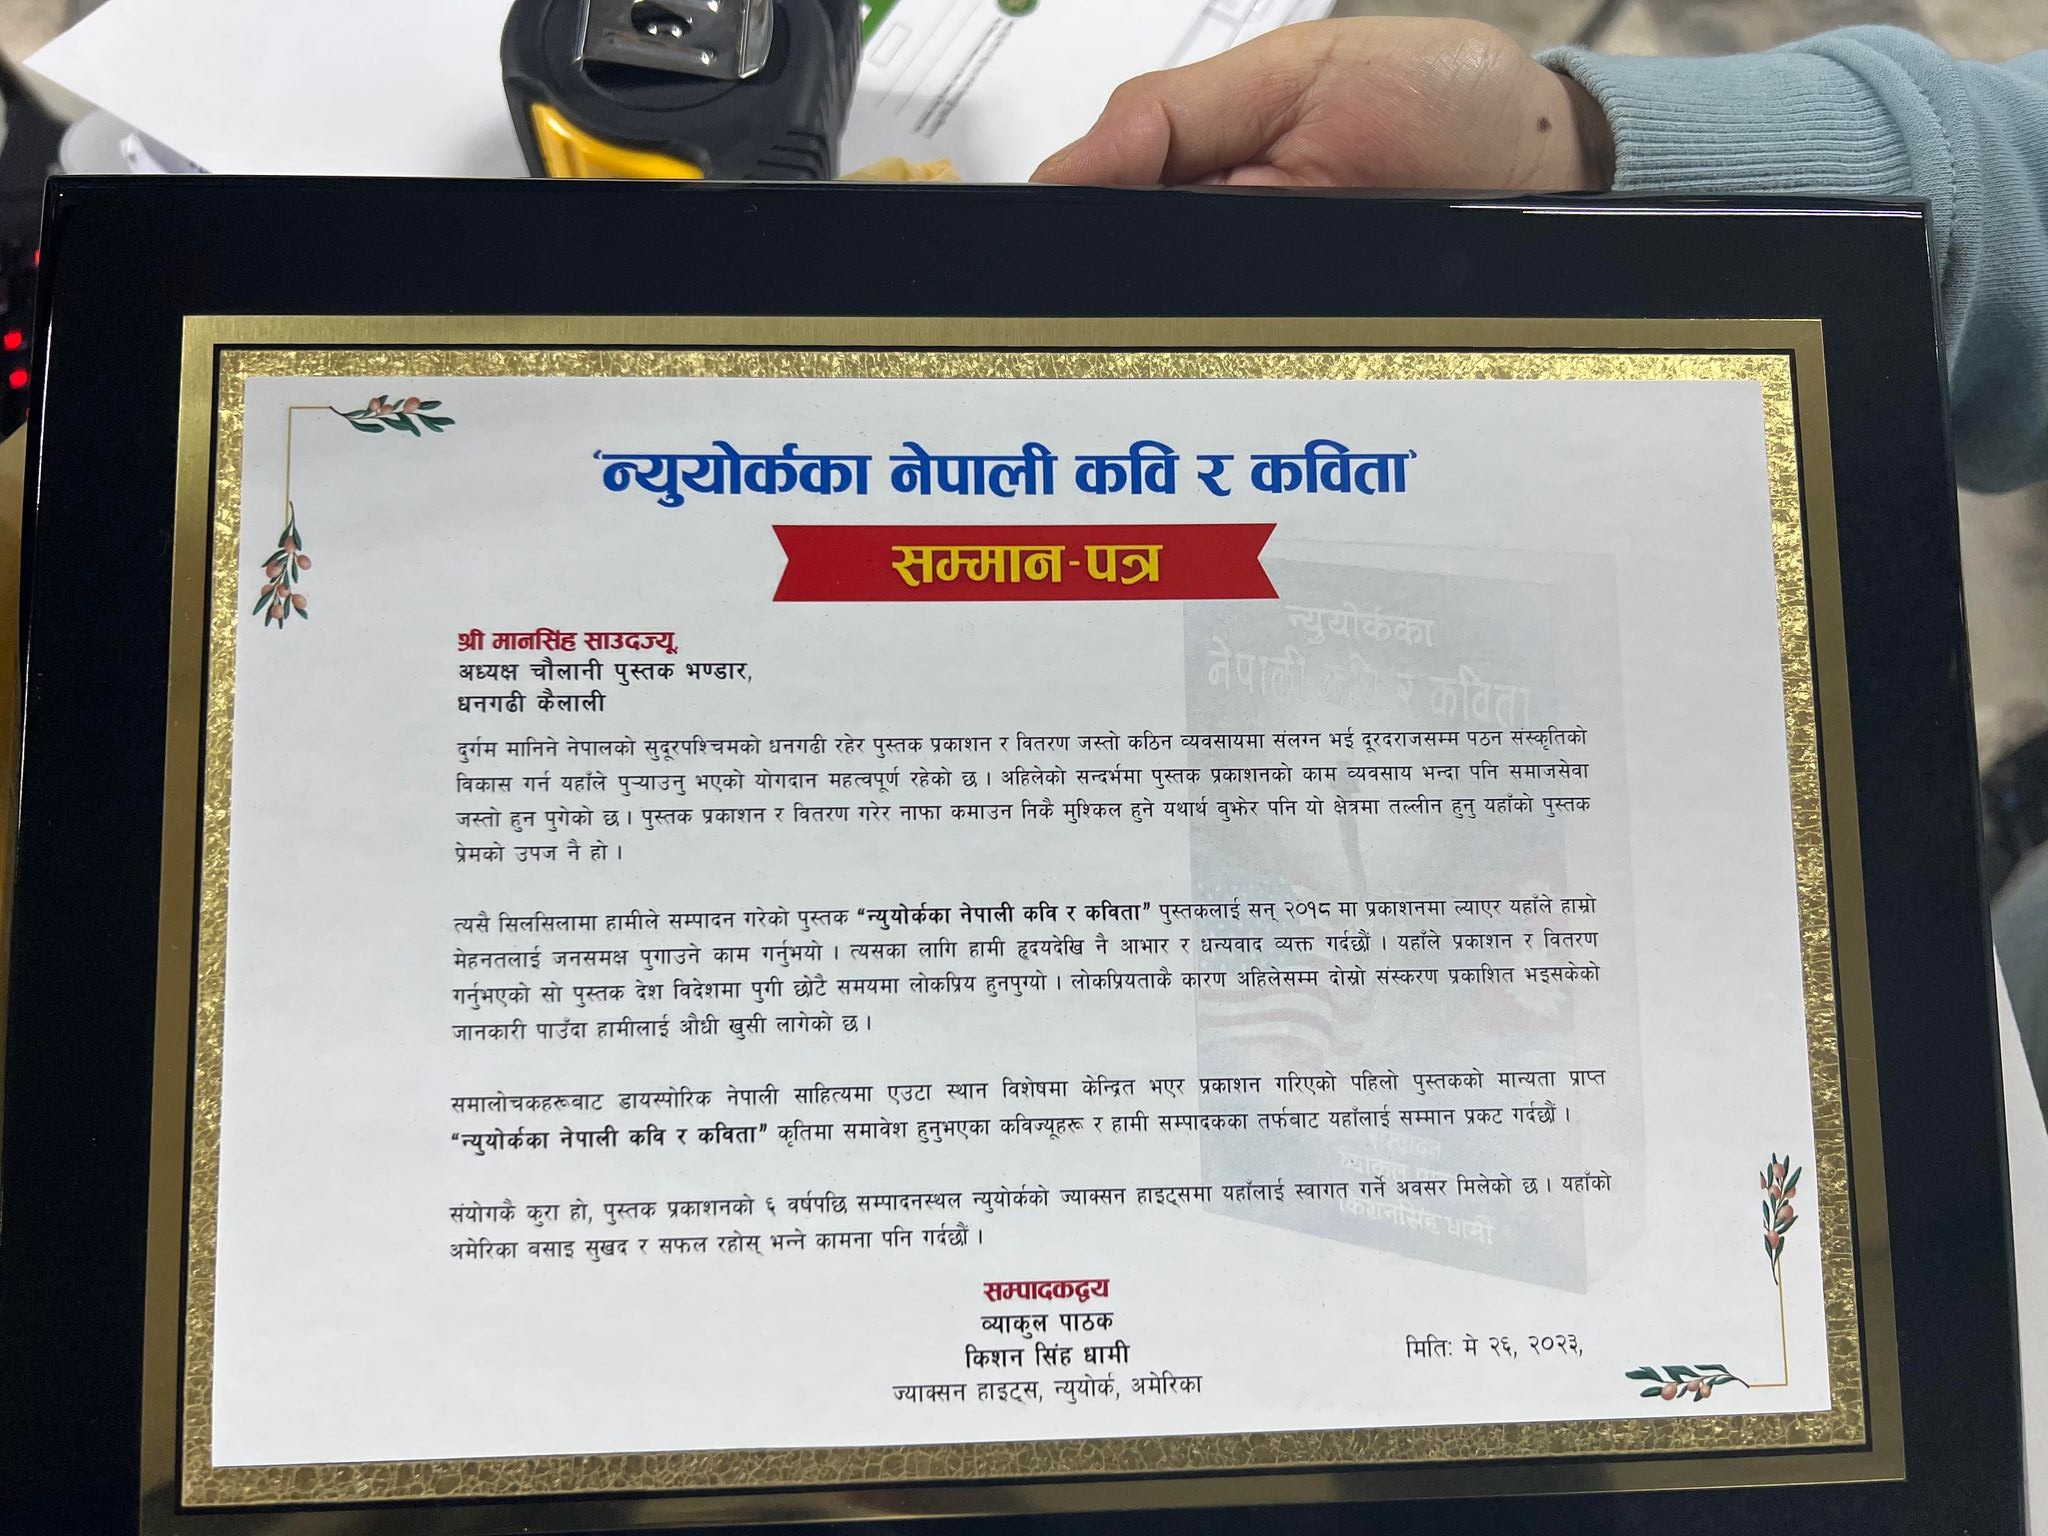 ‘न्युयोर्कका नेपाली कवि र कविता’
सम्मान-पत्र
श्री मानसिंह साउदज्यू,
अध्यक्ष चौलानी पुस्तक भण्डार,
धनगढी कैलाली
दुर्गम मानिने नेपालको सुदूरपश्चिमको धनगढी रहेर पुस्तक प्रकाशन र वितरण जस्तो कठिन व्यवसायमा संलग्न भई दूरदराजसम्म पठन संस्कृतिको
विकास गर्न यहाँले पुऱ्याउनु भएको योगदान महत्वपूर्ण रहेको छ । अहिलेको सन्दर्भमा पुस्तक प्रकाशनको काम व्यवसाय भन्दा पनि समाजसेवा
जस्तो हुन पुगेको छ । पुस्तक प्रकाशन र वितरण गरेर नाफा कमाउन निकै मुश्किल हुने यथार्थ बुझेर पनि यो क्षेत्रमा तल्लीन हुनु यहाँको पुस्तक
प्रेमको उपज नै हो ।
त्यसै सिलसिलामा हामीले सम्पादन गरेको पुस्तक “न्युयोर्कका नेपाली कवि र कविता” पुस्तकलाई सन् २०१८ मा प्रकाशनमा ल्याएर यहाँले हाम्रो
मेहनतलाई जनसमक्ष पुगाउने काम गर्नुभयो । त्यसका लागि हामी हृदयदेखि नै आभार र धन्यवाद व्यक्त गर्दछौं । यहाँले प्रकाशन र वितरण
गर्नुभएको सो पुस्तक देश विदेशमा पुगी छोटै समयमा लोकप्रिय हुनपुग्यो । लोकप्रियताकै कारण अहिलेसम्म दोस्रो संस्करण प्रकाशित भइसकेको
जानकारी पाउँदा हामीलाई औधी खुसी लागेको छ ।
समालोचकहरूबाट डायस्पोरिक नेपाली साहित्यमा एउटा स्थान विशेषमा केन्द्रित भएर प्रकाशन गरिएको पहिलो पुस्तकको मान्यता प्राप्त
“न्युयोर्कका नेपाली कवि र कविता” कृतिमा समावेश हुनुभएका कविज्यूहरू र हामी सम्पादकका तर्फबाट यहाँलाई सम्मान प्रकट गर्दछौं ।
संयोगकै कुरा हो, पुस्तक प्रकाशनको ६ वर्षपछि सम्पादनस्थल न्युयोर्कको ज्याक्सन हाइट्समा यहाँलाई स्वागत गर्ने अवसर मिलेको छ । यहाँको
अमेरिका बसाइ सुखद र सफल रहोस् भन्ने कामना पनि गर्दछौं ।
सम्पादकद्वय
व्याकुल पाठक
किशन सिंह धामी
ज्याक्सन हाइट्स, न्युयोर्क, अमेरिका
मितिः मे २६, २०२३,
न्युयोर्कका
नेपाली कवि र कविता
किशनसिंह धामी